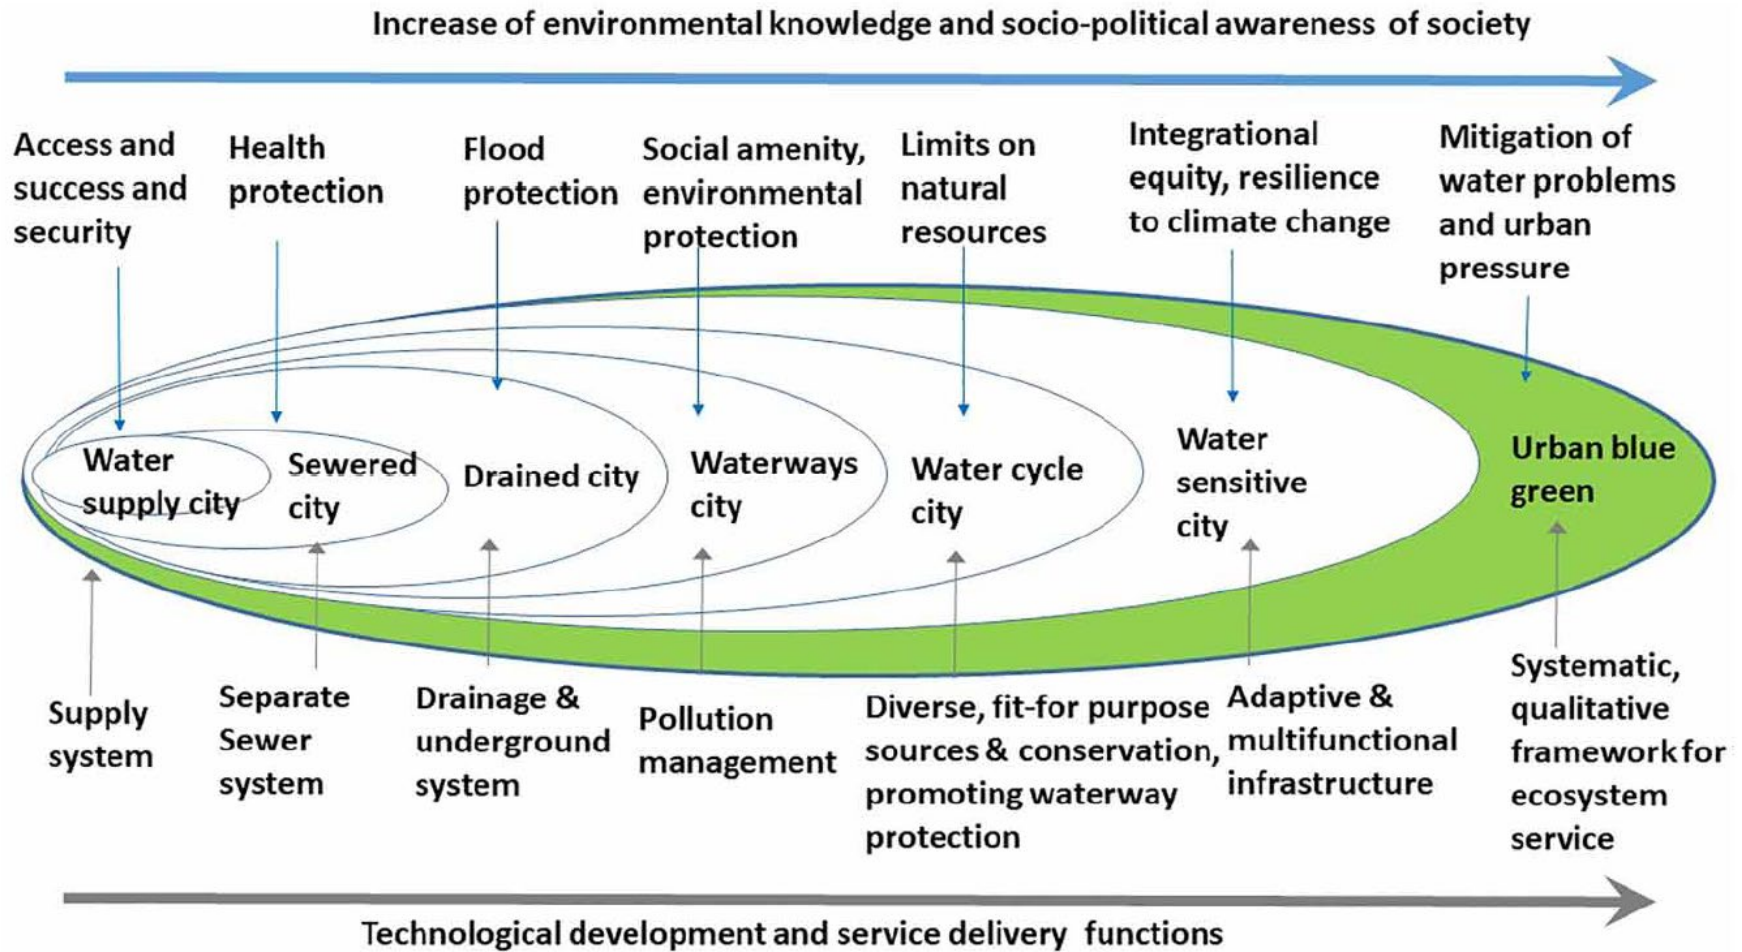 Increase of environmental knowledge and socio-political awareness of society
Access and
success and
security
Health
protection
Flood
protection
Social amenity,
environmental
protection
Limits on
natural
resources
Integrational
equity, resilience
to climate change
Mitigation of
water problems
and urban
pressure
Water
supply city
Sewered
city
Drained city
Waterways
city
Water cycle
city
Water
sensitive
city
Urban blue
green
Supply
system
Separate
Sewer
system
Drainage &
underground
system
Pollution
management
Diverse, fit-for purpose
sources & conservation,
promoting waterway
protection
Adaptive &
multifunctional
infrastructure
Systematic,
qualitative
framework for
ecosystem
service
Technological development and service delivery functions